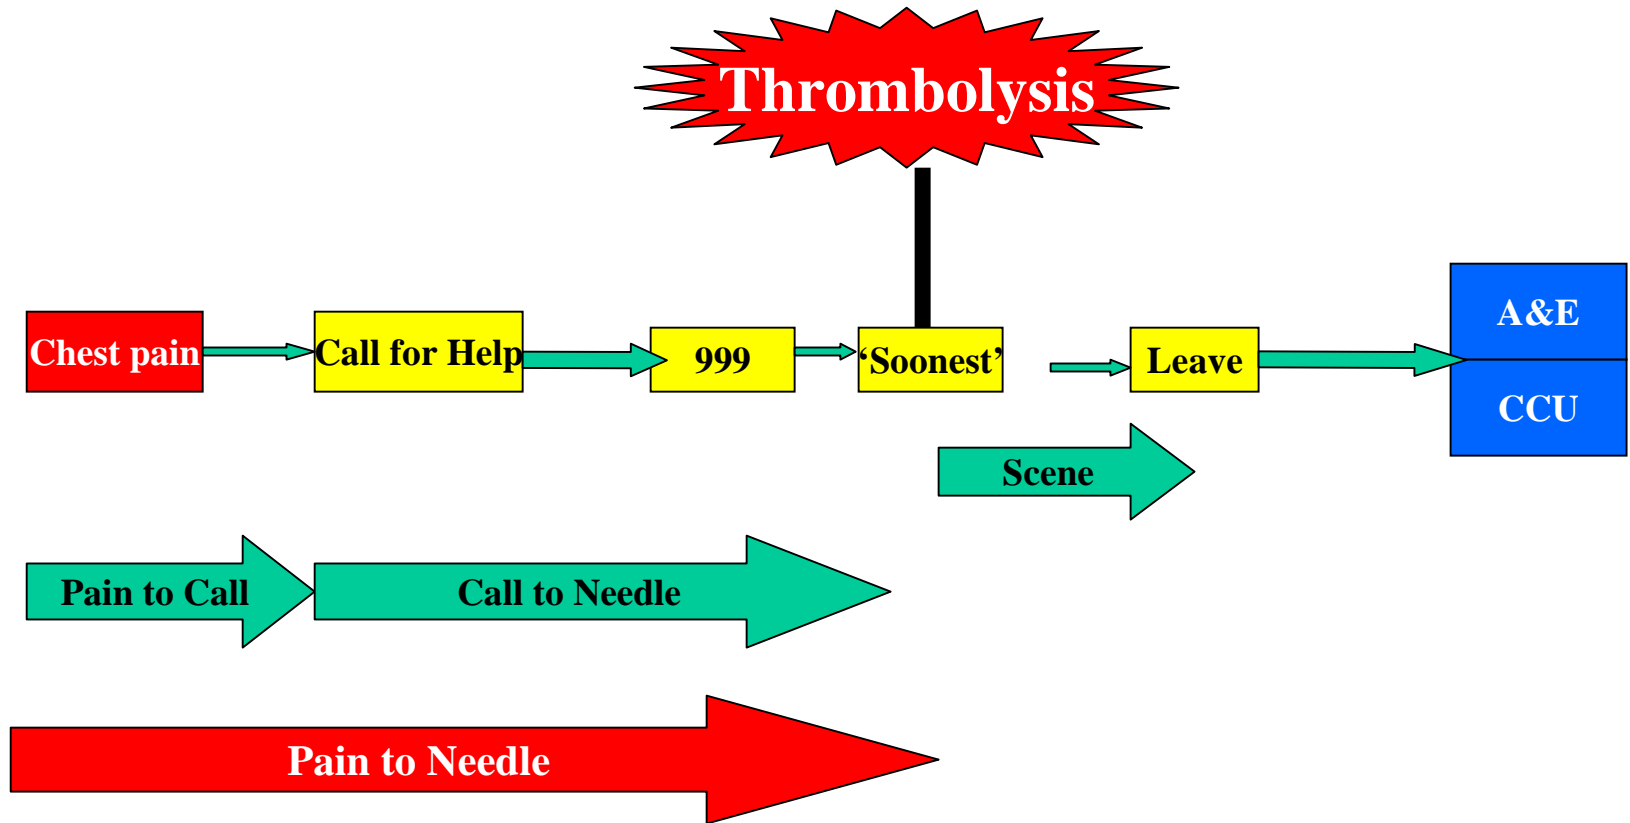 Thrombolysis
Chest pain
Call for Help
999
‘Soonest’
Leave
A&E
CCU
Scene
Pain to Call
Call to Needle
Pain to Needle